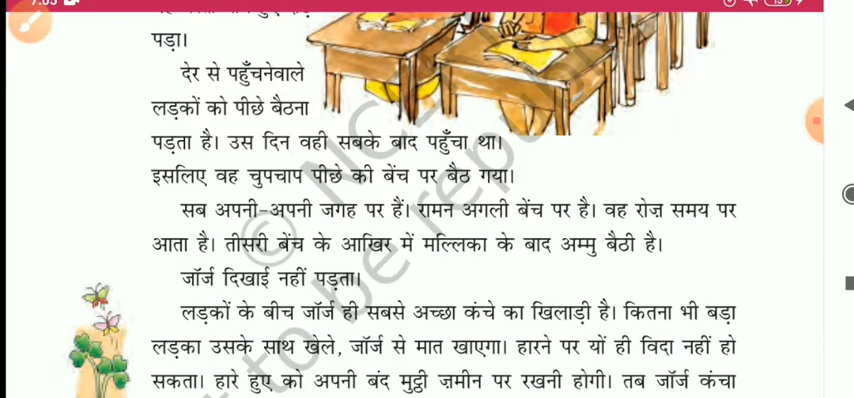 7:05
पड़ा।
देर से पहुँचनेवाले
लड़कों को पीछे बैठना
पड़ता है। उस दिन वही सबके बाद पहुँचा था।
इसलिए वह चुपचाप पीछे की बेंच पर बैठ गया।
सब अपनी-अपनी जगह पर हैं। रामन अगली बेंच पर है। वह रोज़ समय पर
आता है। तीसरी बेंच के आखिर में मल्लिका के बाद अम्मु बैठी है।
जॉर्ज दिखाई नहीं पड़ता।
लड़कों के बीच जॉर्ज ही सबसे अच्छा कंचे का खिलाड़ी है। कितना भी बड़ा
लड़का उसके साथ खेले, जॉर्ज से मात खाएगा। हारने पर यों ही विदा नहीं हो
सकता। हारे हुए को अपनी बंद मुट्ठी ज़मीन पर रखनी होगी। तब जॉर्ज कंचा